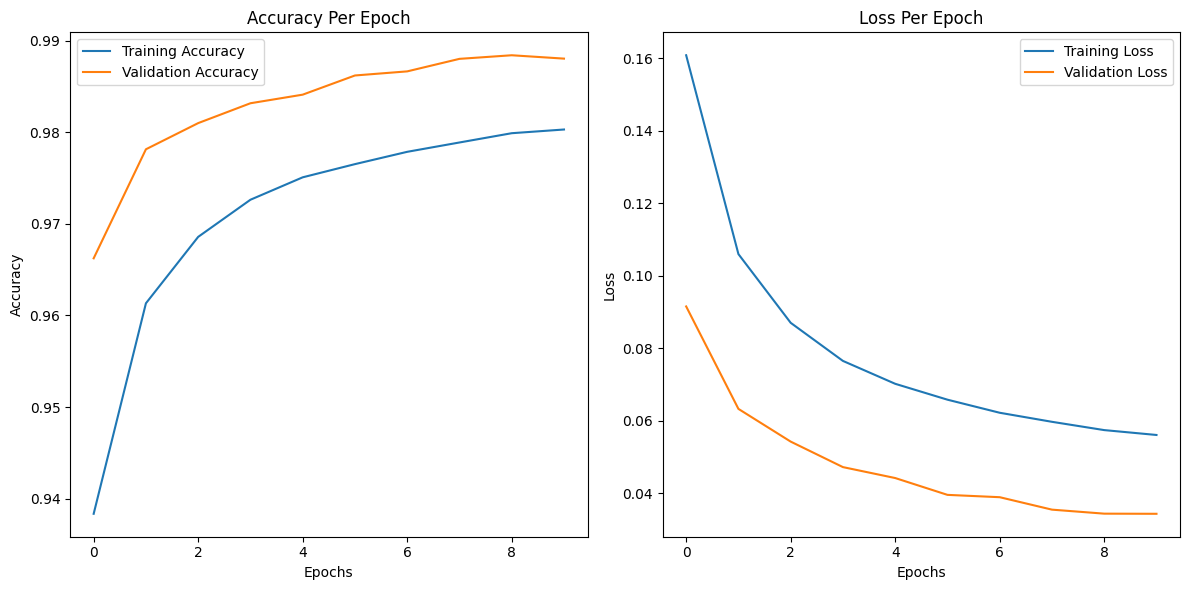 Accuracy Per Epoch
Training Accuracy
Validation Accuracy
0.99
0.98
0.97
0.96
0.95
0.94
Accuracy
0 2 4 6 8
Epochs
Loss Per Epoch
Training Loss
Validation Loss
0.16
0.14
0.12
0.10
0.08
0.06
0.04
Loss
0 2 4 6 8
Epochs